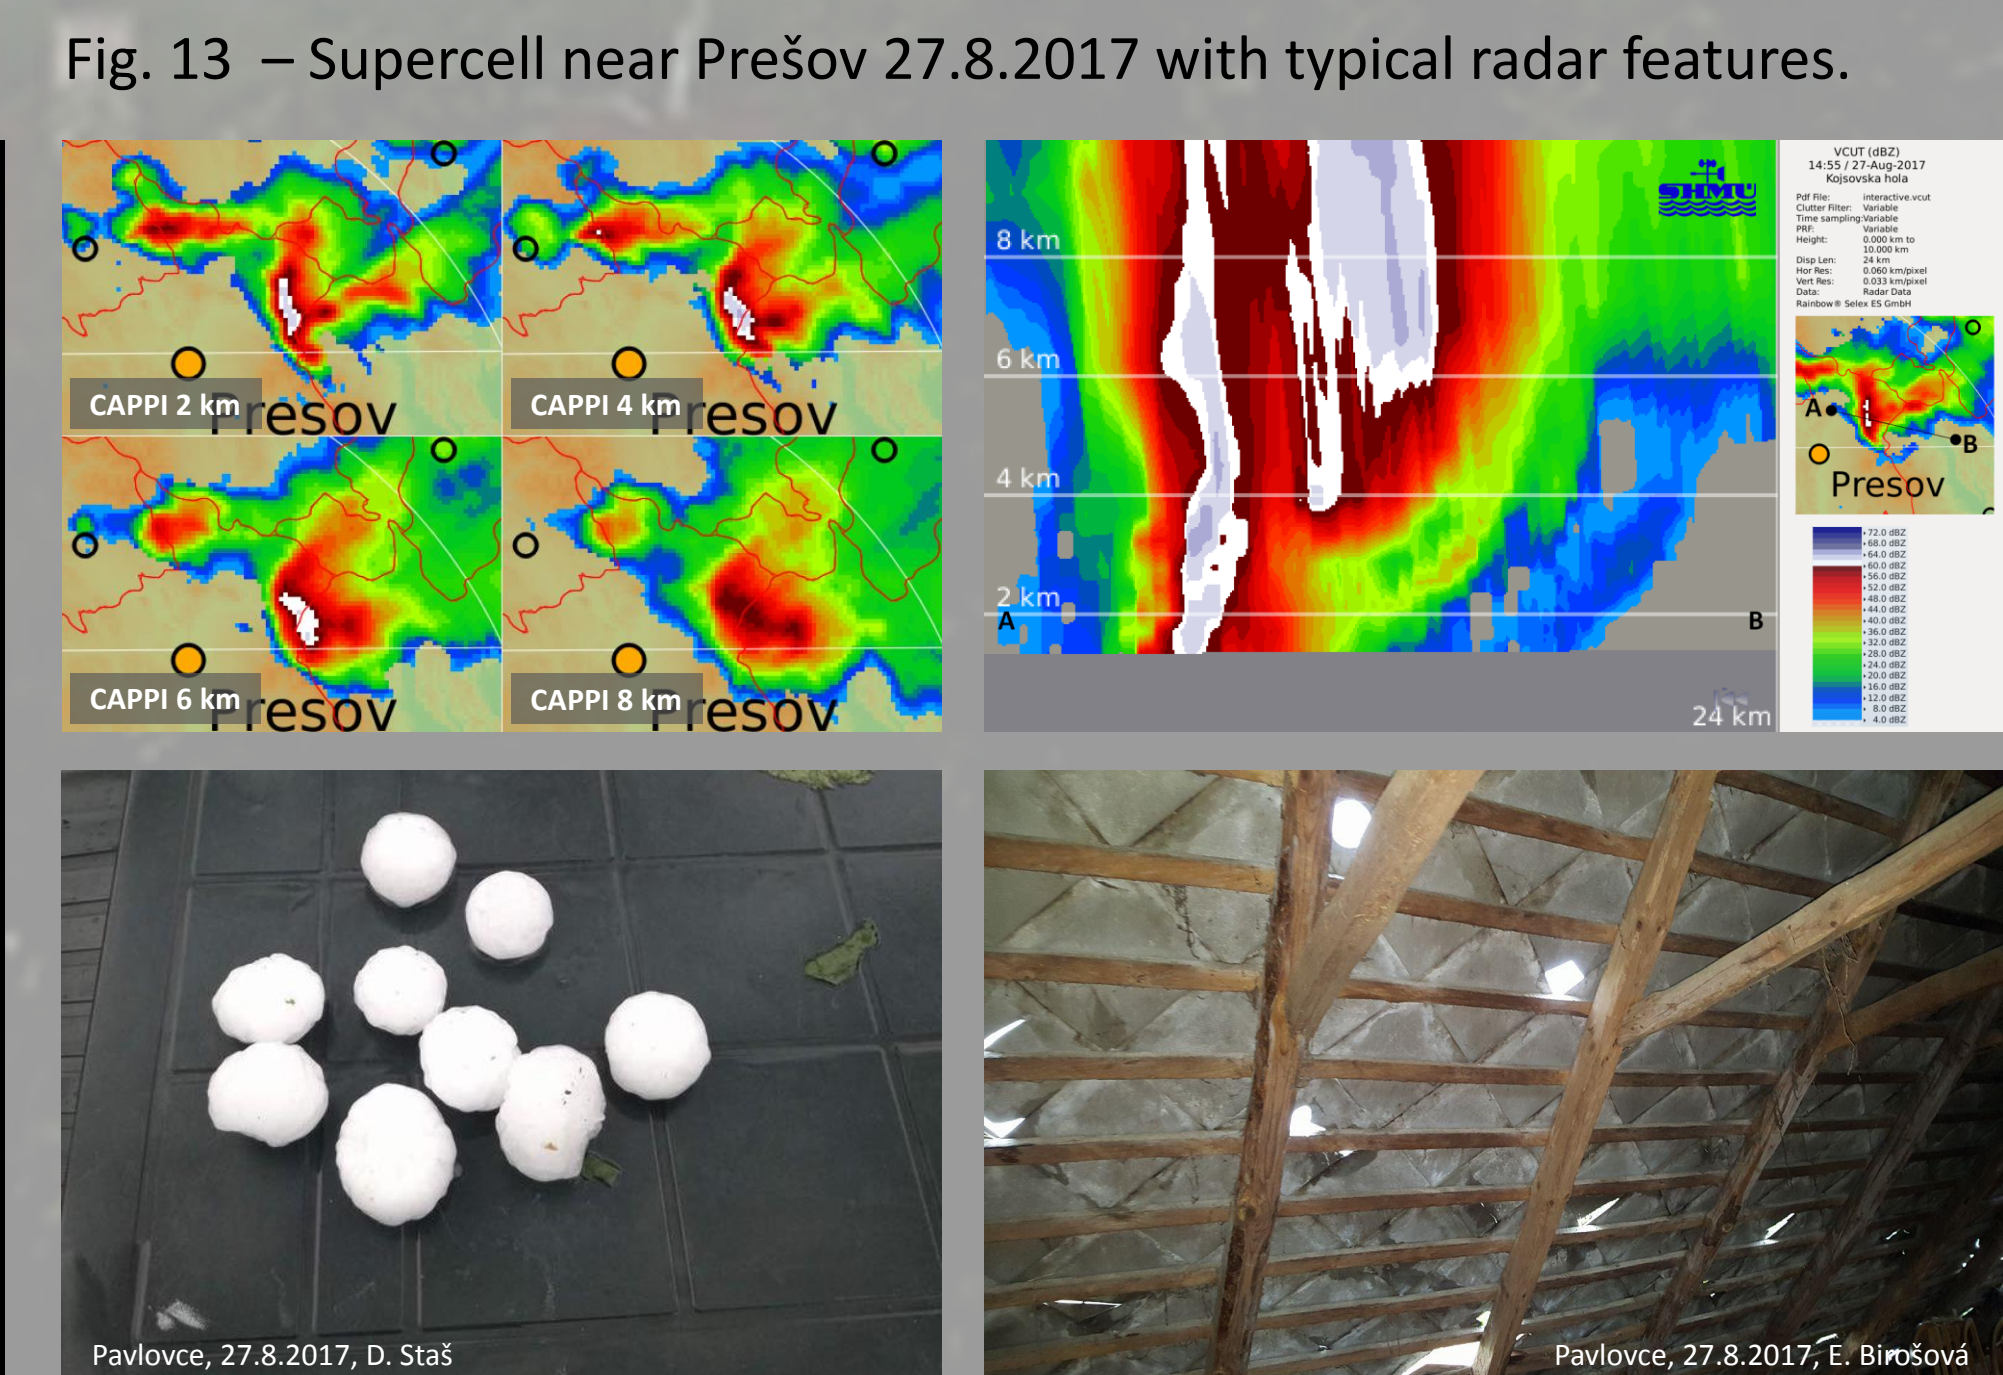 Fig. 13 – Supercell near Prešov 27.8.2017 with typical radar features.
CAPPI 2 km
Presov
CAPPI 4 km
Presov
CAPPI 6 km
Presov
CAPPI 8 km
Presov
8 km
6 km
4 km
2 km
A
B
24 km
SHMU
VCUT (dBZ)
14:55 / 27-Aug-2017
Kojsovska hola
Pdf File: interactive.vcut
Clutter Filter: Variable
Time sampling:Variable
PRF: Variable
Height: 0.000 km to
10.000 km
Disp Len: 24 km
Hor Res: 0.060 km/pixel
Vert Res: 0.033 km/pixel
Data: Radar Data
Rainbow® Selex ES GmbH
A
B
Presov
72.0 dBZ
68.0 dBZ
64.0 dBZ
60.0 dBZ
56.0 dBZ
52.0 dBZ
48.0 dBZ
44.0 dBZ
40.0 dBZ
36.0 dBZ
32.0 dBZ
28.0 dBZ
24.0 dBZ
20.0 dBZ
16.0 dBZ
12.0 dBZ
8.0 dBZ
4.0 dBZ
Pavlovce, 27.8.2017, D. Staš
Pavlovce, 27.8.2017, E. Birošová